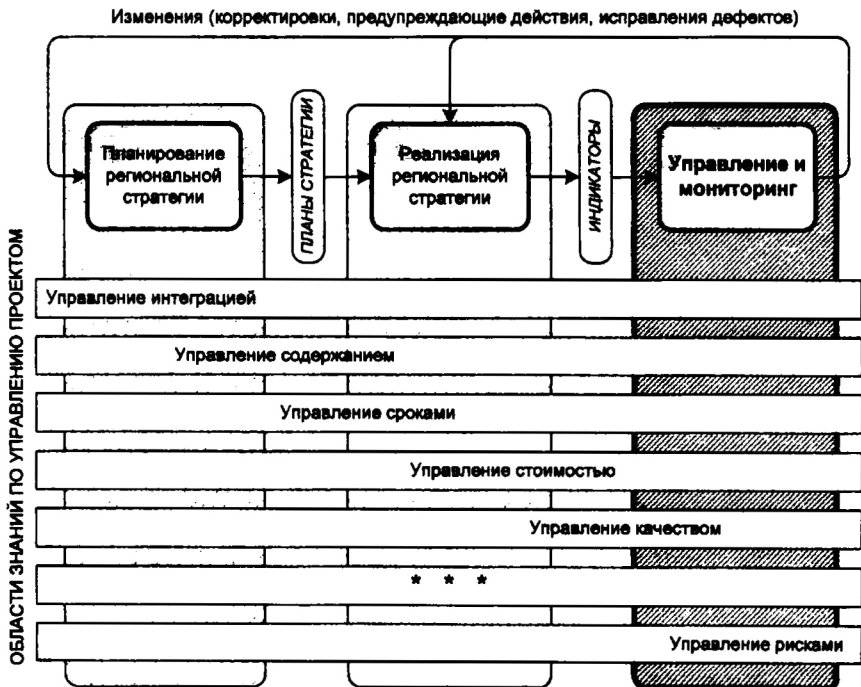 Изменения (корректировки, предупреждающие действия, исправления дефектов)
Планирование
региональной
стратегии
ПЛАНЫ СТРАТЕГИИ
Реализация
региональной
стратегии
ИНДИКАТОРЫ
Управление и
мониторинг
ОБЛАСТИ ЗНАНИЙ ПО УПРАВЛЕНИЮ ПРОЕКТОМ
Управление интеграцией
Управление содержанием
Управление сроками
Управление стоимостью
Управление качеством
* * *
Управление рисками